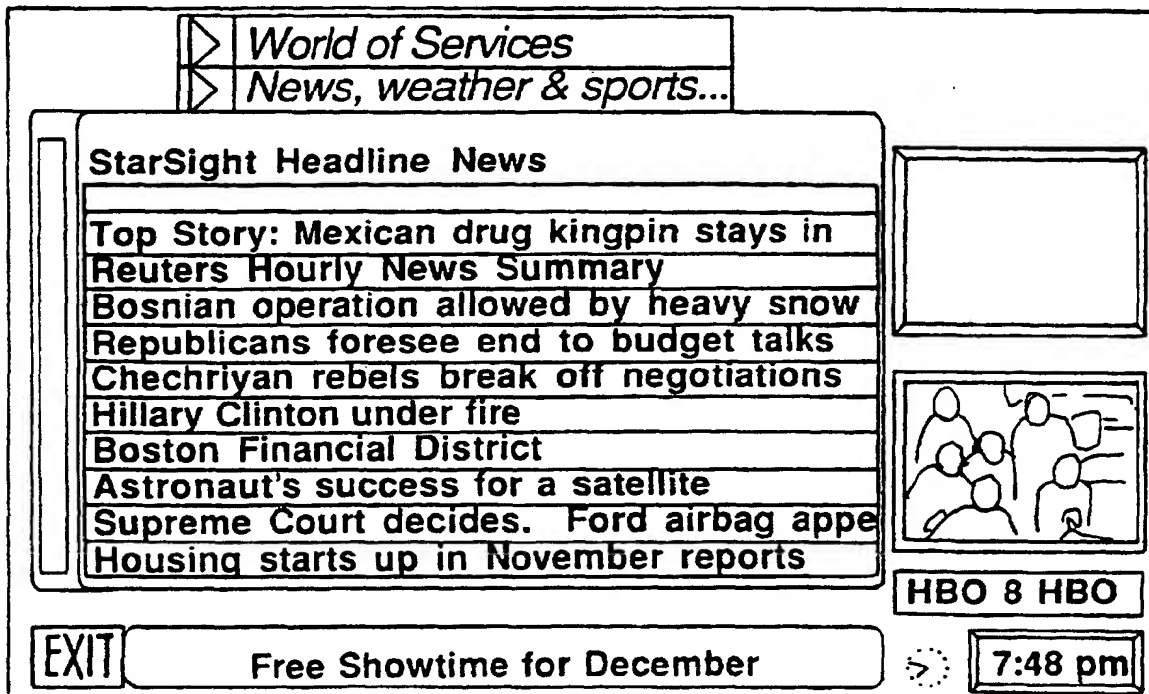 World of Services
News, weather & sports...
StarSight Headline News
Top Story: Mexican drug kingpin stays in
Reuters Hourly News Summary
Bosnian operation allowed by heavy snow
Republicans foresee end to budget talks
Chechriyan rebels break off negotiations
Hillary Clinton under fire
Boston Financial District
Astronaut's success for a satellite
Supreme Court decides. Ford airbag appe
Housing starts up in November reports
HBO 8 HBO
EXIT
Free Showtime for December
7:48 pm